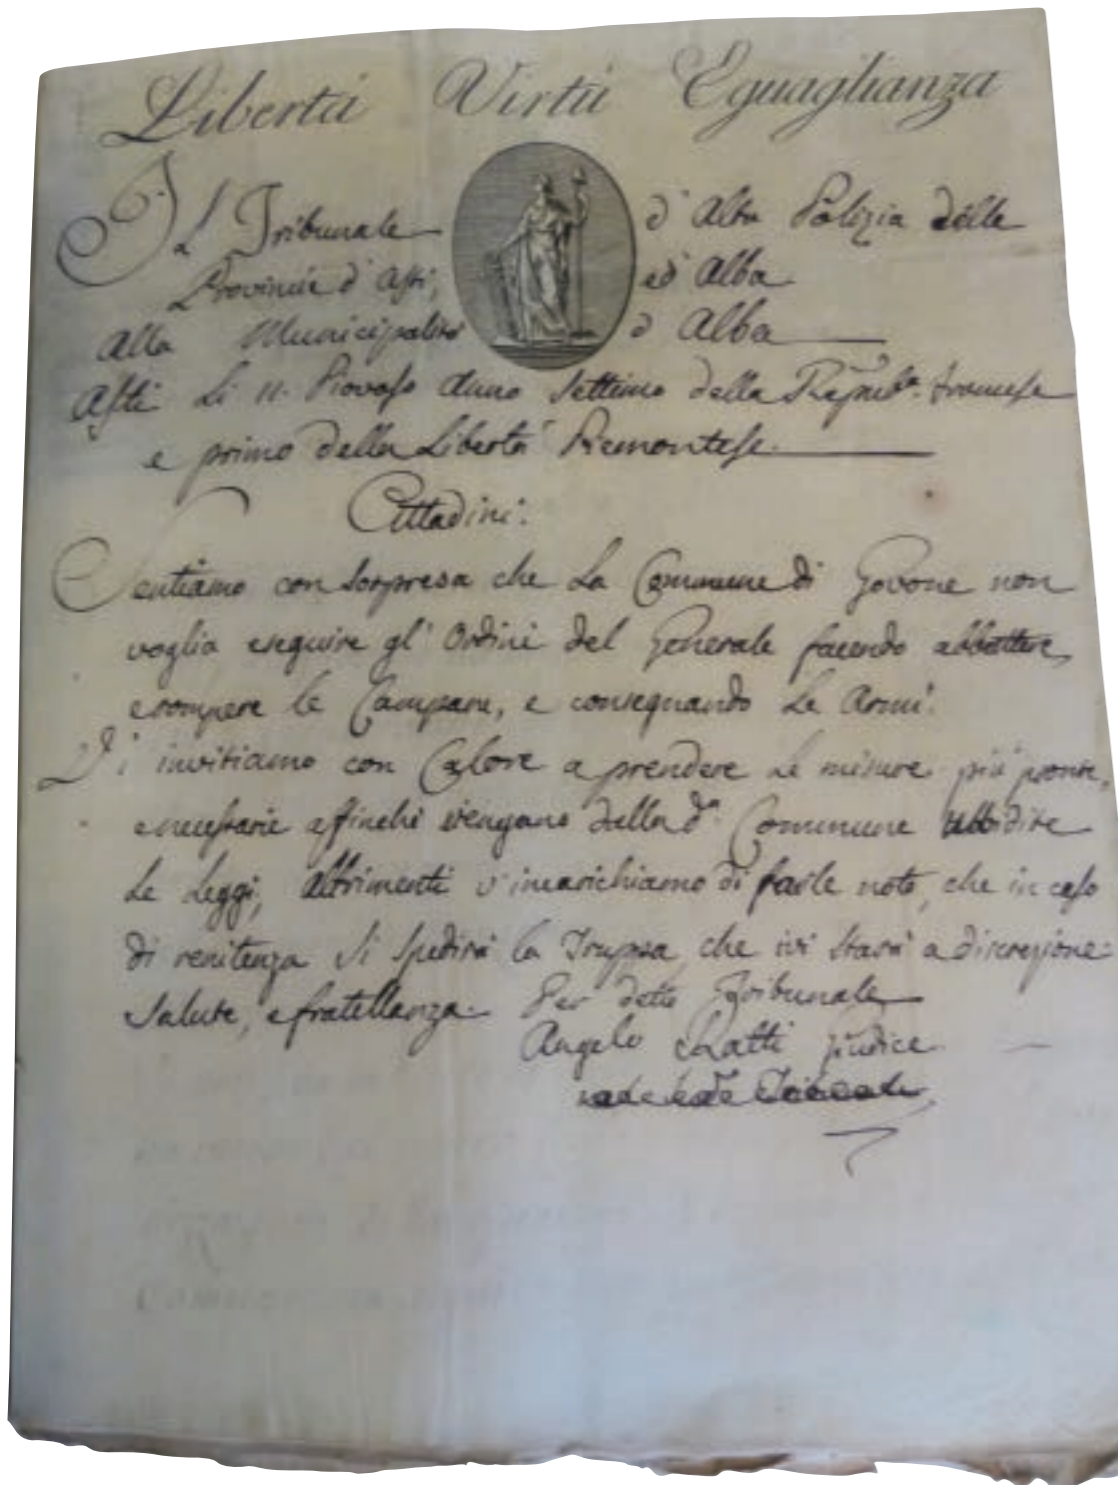 Libertà Virtù Eguaglianza
Il Tribunale d'Alta Polizia delle
Provincie d'Asti, ed Alba
Alla Municipalità d Alba
Asti Li 11. Piovoso Anno Settimo della Repub.ca francese
e primo della Libertà Piemontese.
Cittadini.
Sentiamo con Sorpresa che La Commune di Govone non
voglia eseguire gl' Ordini del Generale facendo abbattere,
e rompere le Campane, e consegnando Le Armi.
Vi invitiamo con Calore a prendere Le misure più pronte,
e necessarie affinchè vengano dalla d.a Commune ubbidite
Le Leggi, Altrimenti v'incarichiamo di farle noto, che in caso
di renitenza Si Spedirà la Truppa che ivi Starà a discrezione
Salute, e fratellanza. Per detto Tribunale
Angelo Ratti giudice